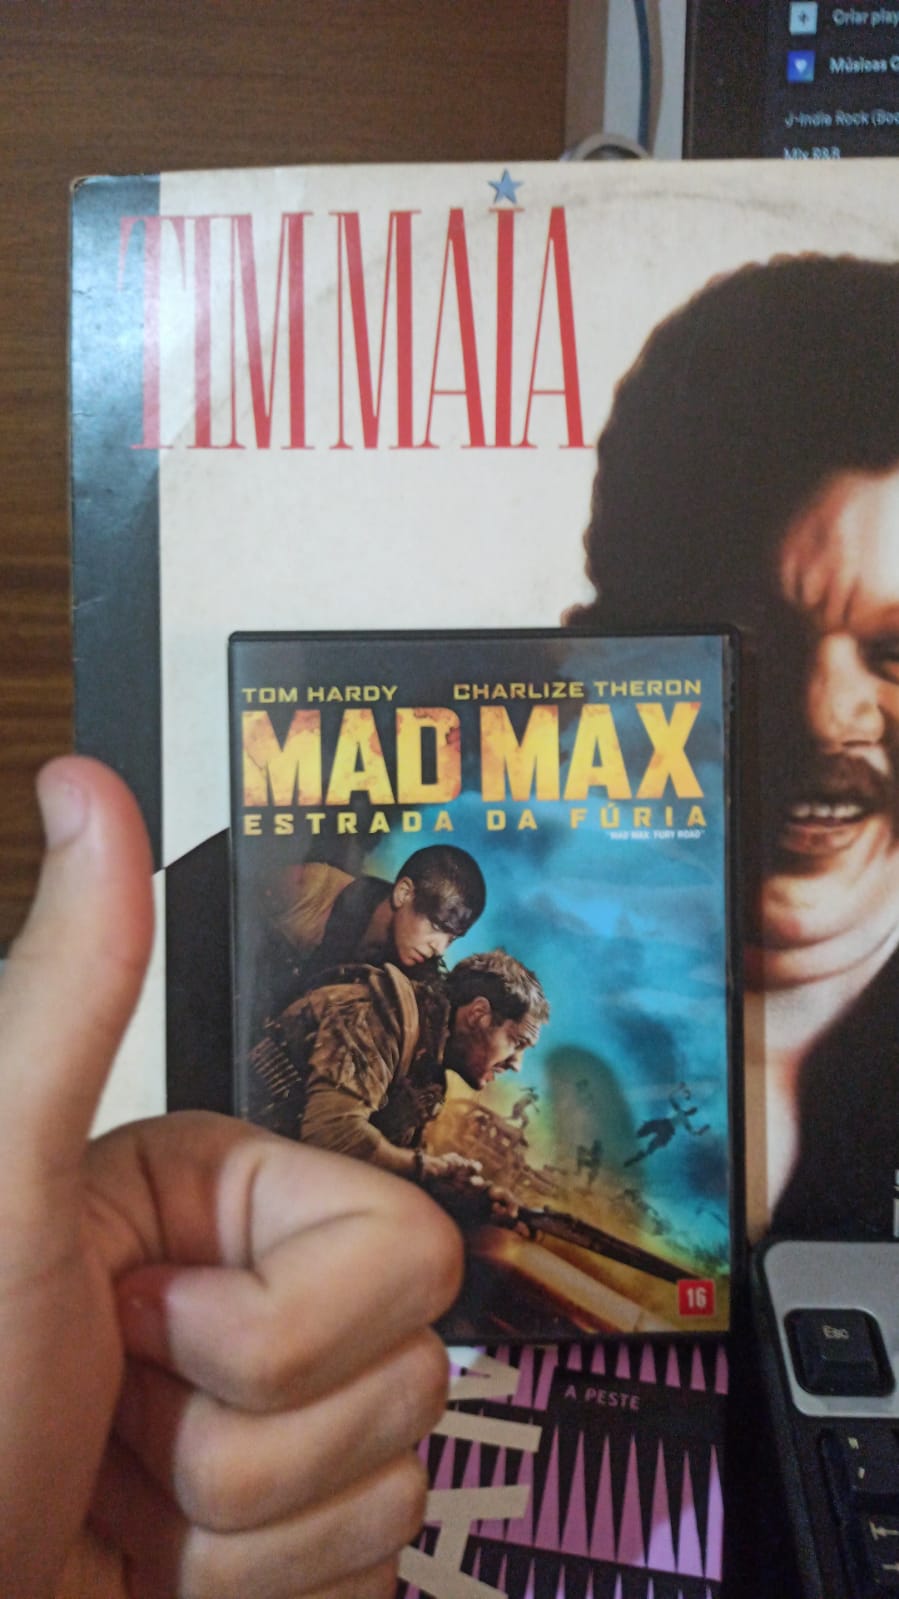 Criar play
Músicas C
J-Indie Rock (Boo
Mix R&B
TIM MAIA
TOM HARDY CHARLIZE THERON
MAD MAX
ESTRADA DA FÚRIA
"MAD MAX: FURY ROAD"
16
Esc
A PESTE